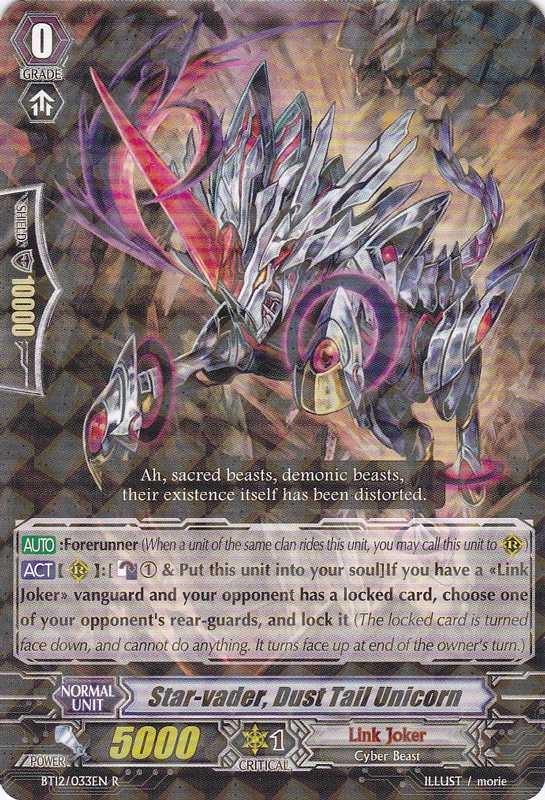 0
GRADE
SHIELD
10000
Ah, sacred beasts, demonic beasts,
their existence itself has been distorted.
AUTO :Forerunner (When a unit of the same clan rides this unit, you may call this unit to R)
ACT [R]:[① & Put this unit into your soul]If you have a «Link
Joker» vanguard and your opponent has a locked card, choose one
of your opponent's rear-guards, and lock it (The locked card is turned
face down, and cannot do anything. It turns face up at end of the owner's turn.)
NORMAL
UNIT
Star-vader, Dust Tail Unicorn
POWER
5000
1
CRITICAL
Link Joker
Cyber Beast
BT12/033EN R
ILLUST / morie